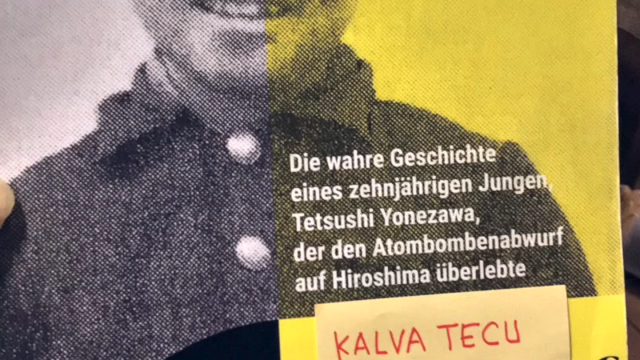 Die wahre Geschichte
eines zehnjährigen Jungen,
Tetsushi Yonezawa,
der den Atombombenabwurf
auf Hiroshima überlebte
KALVA TECU